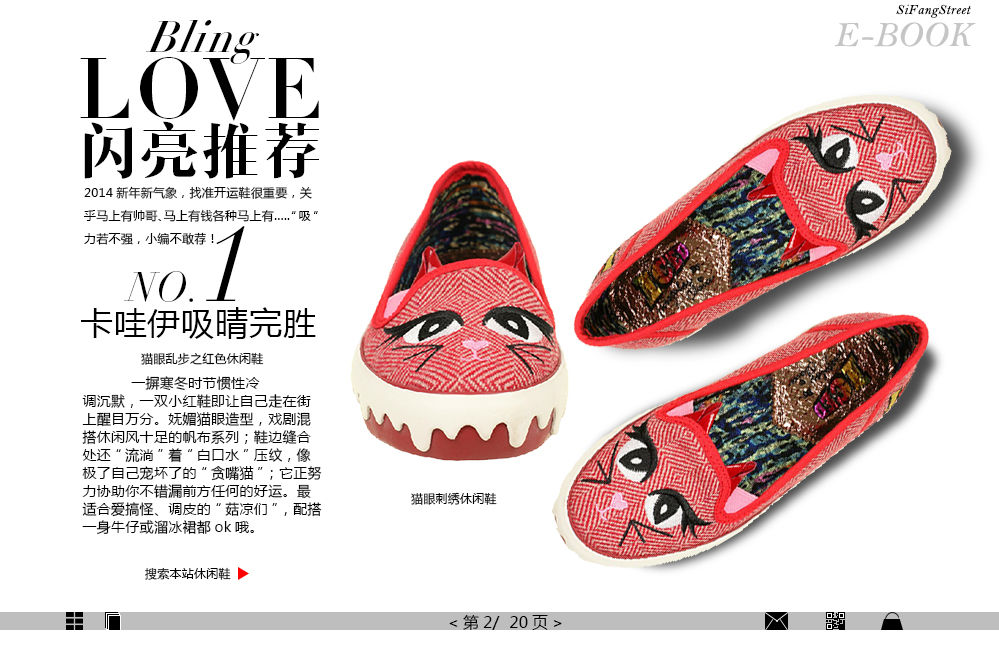 SiFangStreet
E-BOOK
Bling
LOVE
闪亮推荐
2014 新年新气象，找准开运鞋很重要，关
乎马上有帅哥、马上有钱各种马上有.....“吸”
力若不强，小编不敢荐！
NO.1
卡哇伊吸晴完胜
猫眼乱步之红色休闲鞋
一摒寒冬时节惯性冷
调沉默，一双小红鞋即让自己走在街
上醒目万分。妩媚猫眼造型，戏剧混
搭休闲风十足的帆布系列；鞋边缝合
处还“流淌”着“白口水”压纹，像
极了自己宠坏了的“贪嘴猫”；它正努
力协助你不错漏前方任何的好运。最
适合爱搞怪、调皮的“菇凉们”，配搭
一身牛仔或溜冰裙都 ok 哦。
猫眼刺绣休闲鞋
搜索本站休闲鞋
< 第 2/ 20 页 >